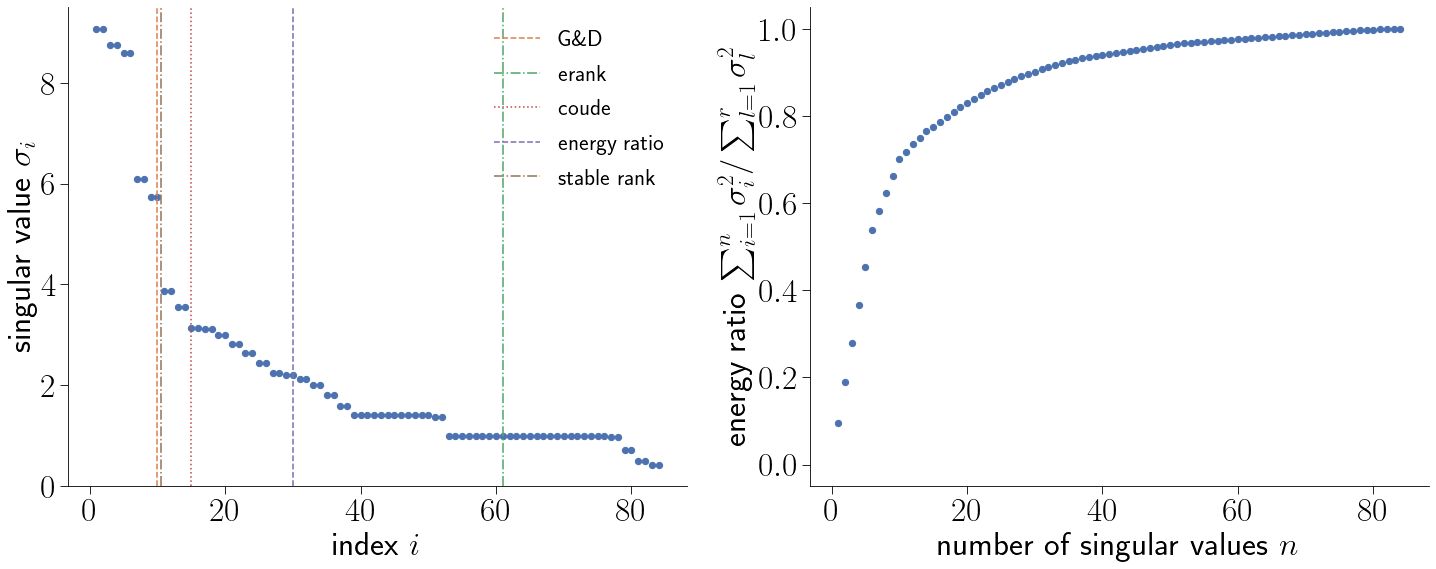 singular value σ_i
8
6
4
2
0
0 20 40 60 80
index i
G&D
erank
coude
energy ratio
stable rank
energy ratio ∑_{i=1}^{n} σ_i^2 / ∑_{l=1}^{r} σ_l^2
1.0
0.8
0.6
0.4
0.2
0.0
0 20 40 60 80
number of singular values n